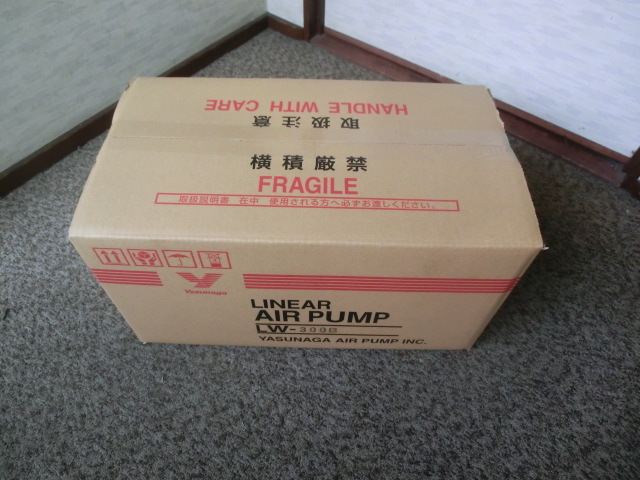 HANDLE WITH CARE
取扱注意
横積厳禁
FRAGILE
取扱説明書 在中 使用される方へ必ずお渡しください。
Yasunaga
LINEAR
AIR PUMP
LW-300
YASUNAGA AIR PUMP INC.